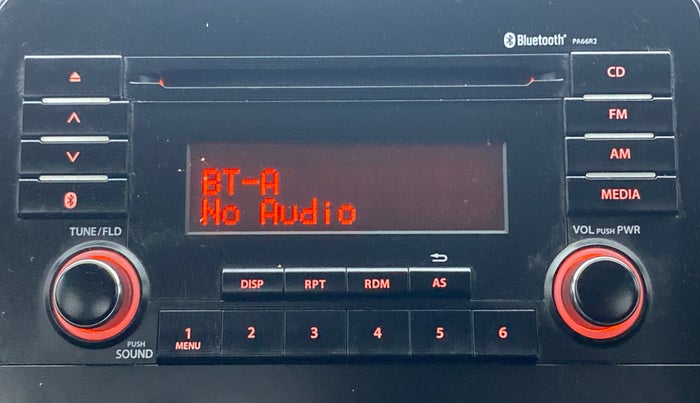 Bluetooth® PA66R2
CD
FM
AM
MEDIA
BT-A
No Audio
TUNE/FLD
VOL PUSH PWR
DISP RPT RDM AS
PUSH
SOUND
1 2 3 4 5 6
MENU